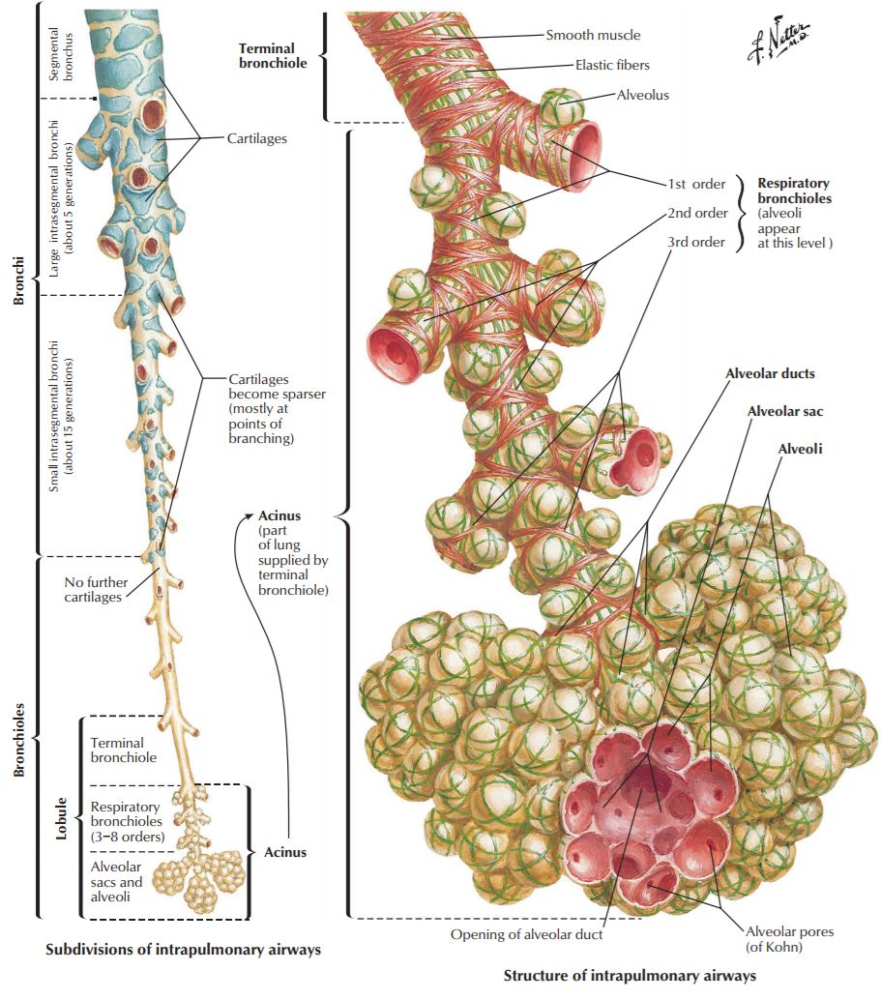 Segmental
bronchus
Large intrasegmental bronchi
(about 5 generations)
Bronchi
Small intrasegmental bronchi
(about 15 generations)
Cartilages
Cartilages
become sparser
(mostly at
points of
branching)
No further
cartilages
Bronchioles
Lobule
Terminal
bronchiole
Respiratory
bronchioles
(3–8 orders)
Alveolar
sacs and
alveoli
Acinus
Subdivisions of intrapulmonary airways
Acinus
(part
of lung
supplied by
terminal
bronchiole)
Terminal
bronchiole
Smooth muscle
Elastic fibers
Alveolus
f. Netter
M.D.
1st order
2nd order
3rd order
Respiratory
bronchioles
(alveoli
appear
at this level )
Alveolar ducts
Alveolar sac
Alveoli
Opening of alveolar duct
Alveolar pores
(of Kohn)
Structure of intrapulmonary airways